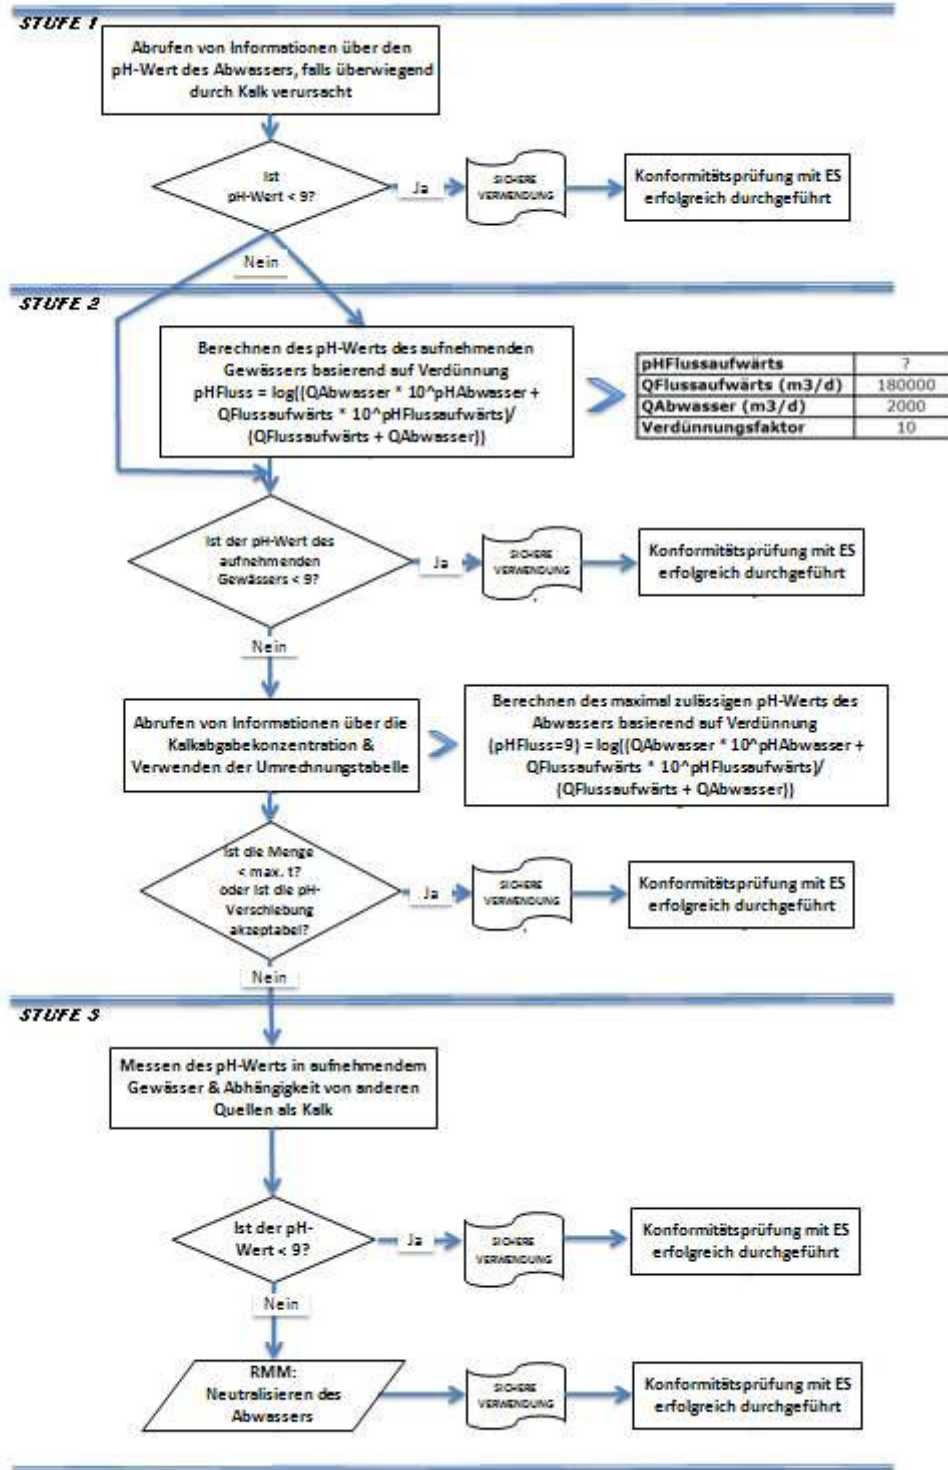 STUFE 1
Abrufen von Informationen über den
pH-Wert des Abwassers, falls überwiegend
durch Kalk verursacht
Ist
pH-Wert < 9?
Ja
SICHERE
VERWENDUNG
Konformitätsprüfung mit ES
erfolgreich durchgeführt
Nein
STUFE 2
Berechnen des pH-Werts des aufnehmenden
Gewässers basierend auf Verdünnung
pHFluss = log((QAbwasser * 10^pHAbwasser +
QFlussaufwärts * 10^pHFlussaufwärts)/
(QFlussaufwärts + QAbwasser))
pHFlussaufwärts ?
QFlussaufwärts (m3/d) 180000
QAbwasser (m3/d) 2000
Verdünnungsfaktor 10
Ist der pH-Wert des
aufnehmenden
Gewässers < 9?
Ja
SICHERE
VERWENDUNG
Konformitätsprüfung mit ES
erfolgreich durchgeführt
Nein
Abrufen von Informationen über die
Kalkabgabekonzentration &
Verwenden der Umrechnungstabelle
Berechnen des maximal zulässigen pH-Werts des
Abwassers basierend auf Verdünnung
(pHFluss=9) = log((QAbwasser * 10^pHAbwasser +
QFlussaufwärts * 10^pHFlussaufwärts)/
(QFlussaufwärts + QAbwasser))
Ist die Menge
< max. t?
oder ist die pH-
Verschiebung
akzeptabel?
Ja
SICHERE
VERWENDUNG
Konformitätsprüfung mit ES
erfolgreich durchgeführt
Nein
STUFE 3
Messen des pH-Werts in aufnehmendem
Gewässer & Abhängigkeit von anderen
Quellen als Kalk
Ist der pH-
Wert < 9?
Ja
SICHERE
VERWENDUNG
Konformitätsprüfung mit ES
erfolgreich durchgeführt
Nein
RMM:
Neutralisieren des
Abwassers
SICHERE
VERWENDUNG
Konformitätsprüfung mit ES
erfolgreich durchgeführt